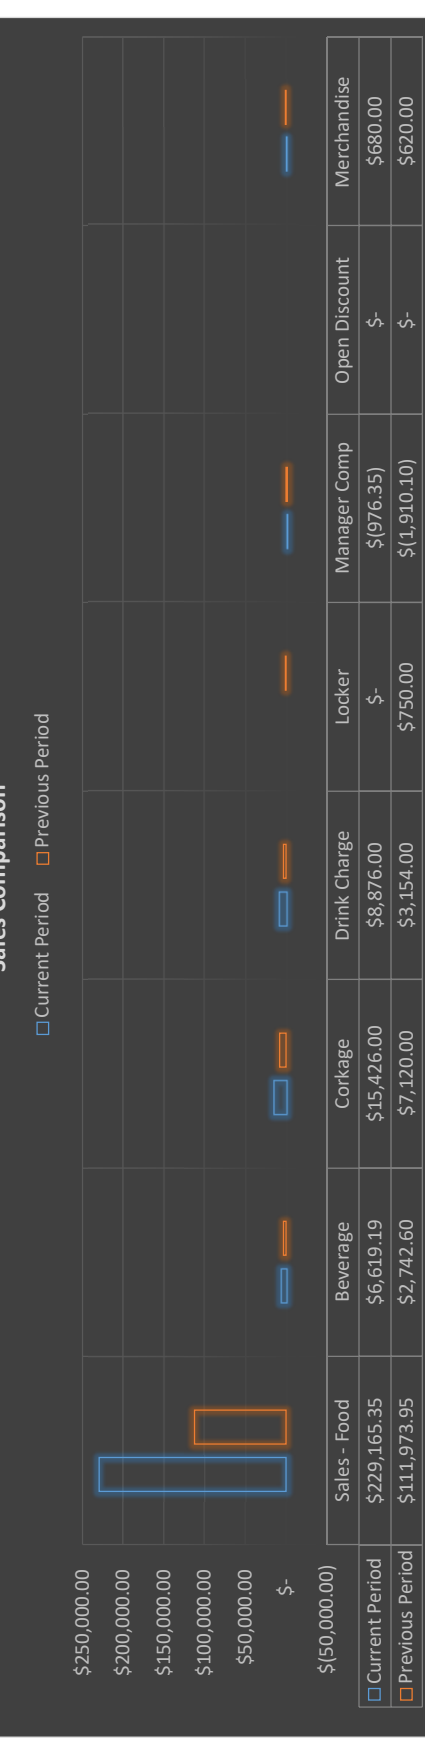 Sales Comparison
Current Period Previous Period
$250,000.00
$200,000.00
$150,000.00
$100,000.00
$50,000.00
$-
$(50,000.00)
Sales - Food Beverage Corkage Drink Charge Locker Manager Comp Open Discount Merchandise
Current Period $229,165.35 $6,619.19 $15,426.00 $8,876.00 $- $(976.35) $- $680.00
Previous Period $111,973.95 $2,742.60 $7,120.00 $3,154.00 $750.00 $(1,910.10) $- $620.00